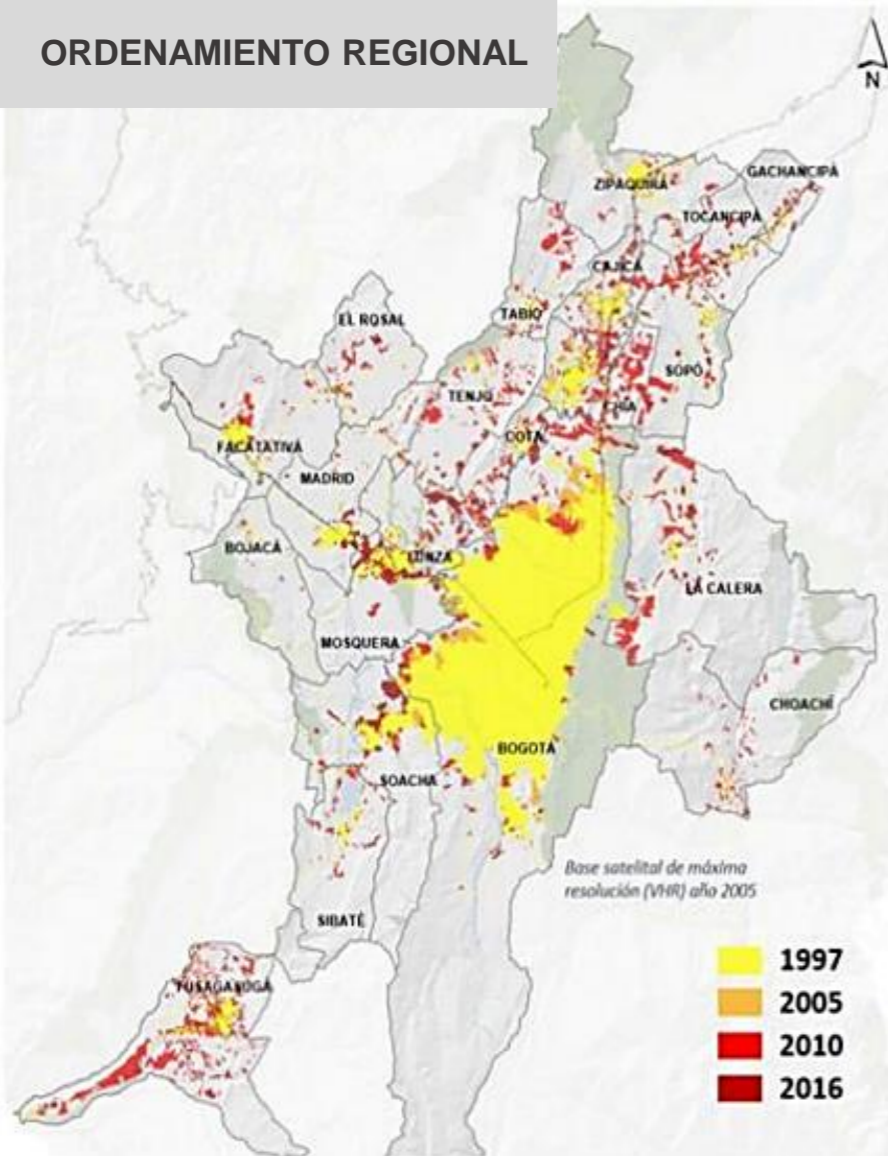 ORDENAMIENTO REGIONAL
N
ZIPAQUIRÁ
GACHANCIPÁ
TOCANCIPÁ
CAJICÁ
TABIO
EL ROSAL
SOPÓ
TENJO
CHÍA
COTA
FACATATIVÁ
MADRID
BOJACÁ
FUNZA
LA CALERA
MOSQUERA
CHOACHÍ
BOGOTÁ
SOACHA
Base satelital de máxima
resolución (VHR) año 2005
SIBATÉ
1997
FUSAGASUGÁ
2005
2010
2016